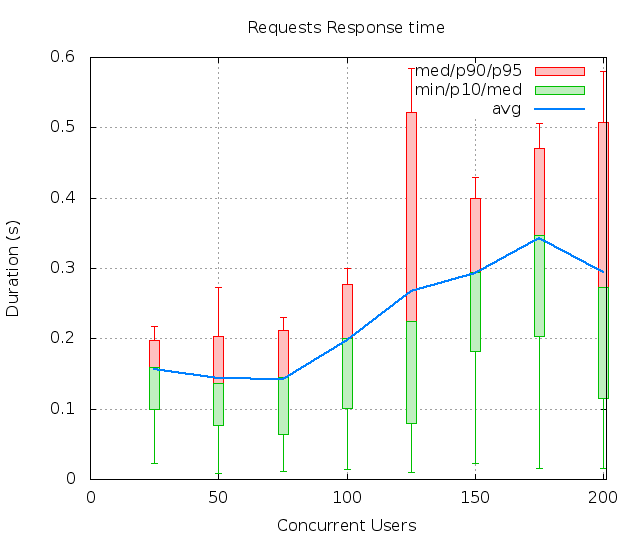 Requests Response time
med/p90/p95
min/p10/med
avg
Duration (s)
0.6
0.5
0.4
0.3
0.2
0.1
0
0 50 100 150 200
Concurrent Users